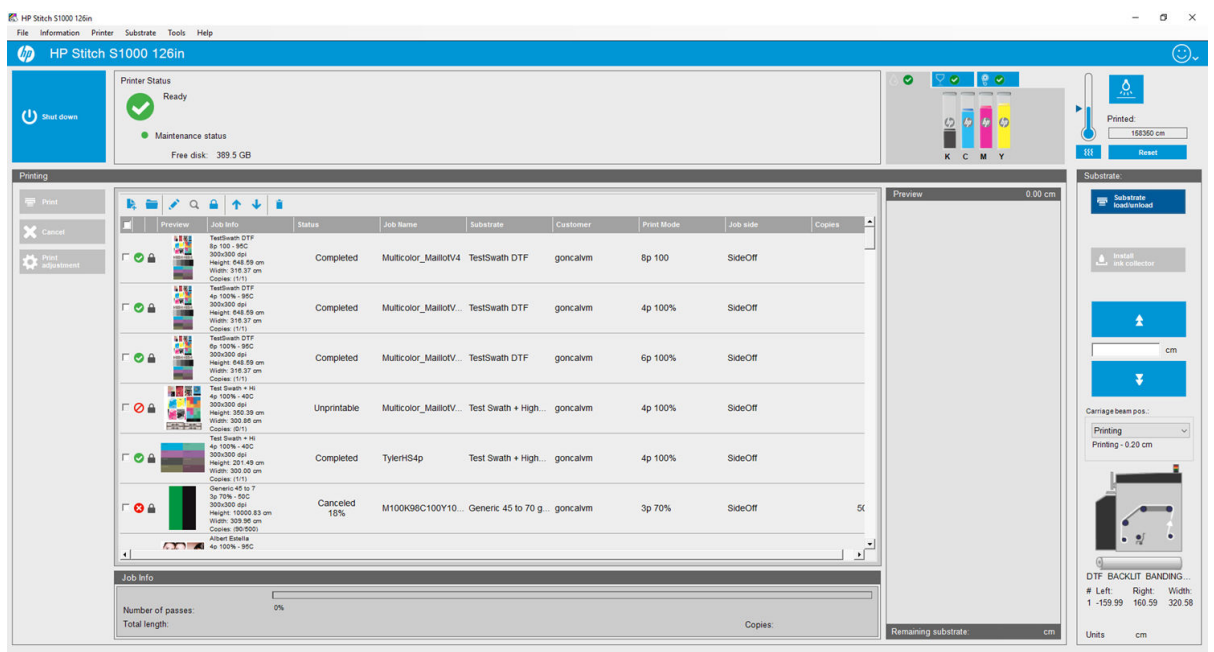 HP Stitch S1000 126in
File Information Printer Substrate Tools Help
hp HP Stitch S1000 126in
Shut down
Printer Status
Ready
Maintenance status
Free disk: 389.5 GB
K C M Y
Printed:
158350 cm
Reset
Printing
Print
Cancel
Print
adjustment
Preview Job Info Status Job Name Substrate Customer Print Mode Job side Copies
TestSwath DTF
8p 100 - 95C
300x300 dpi
Height: 648.59 cm
Width: 316.37 cm
Copies: (1/1)
Completed Multicolor_MaillotV4 TestSwath DTF goncalvm 8p 100 SideOff
TestSwath DTF
4p 100% - 95C
300x300 dpi
Height: 648.59 cm
Width: 316.37 cm
Copies: (1/1)
Completed Multicolor_MaillotV... TestSwath DTF goncalvm 4p 100% SideOff
TestSwath DTF
6p 100% - 95C
300x300 dpi
Height: 648.59 cm
Width: 316.37 cm
Copies: (1/1)
Completed Multicolor_MaillotV... TestSwath DTF goncalvm 6p 100% SideOff
Test Swath + Hi
4p 100% - 40C
300x300 dpi
Height: 350.39 cm
Width: 300.86 cm
Copies: (0/1)
Unprintable Multicolor_MaillotV... Test Swath + High... goncalvm 4p 100% SideOff
Test Swath + Hi
4p 100% - 40C
300x300 dpi
Height: 201.49 cm
Width: 300.00 cm
Copies: (1/1)
Completed TylerHS4p Test Swath + High... goncalvm 4p 100% SideOff
Generic 45 to 7
3p 70% - 50C
300x300 dpi
Height: 10000.83 cm
Width: 309.96 cm
Copies: (90/500)
Canceled
18%
M100K98C100Y10... Generic 45 to 70 g... goncalvm 3p 70% SideOff 50
Albert Estella
4p 100% - 95C
Job Info
0%
Number of passes:
Total length:
Copies:
Preview 0.00 cm
Remaining substrate: cm
Substrate:
Substrate
load/unload
Install
ink collector
cm
Carriage beam pos.:
Printing
Printing - 0.20 cm
DTF BACKLIT BANDING...
# Left: Right: Width:
1 -159.99 160.59 320.58
Units cm